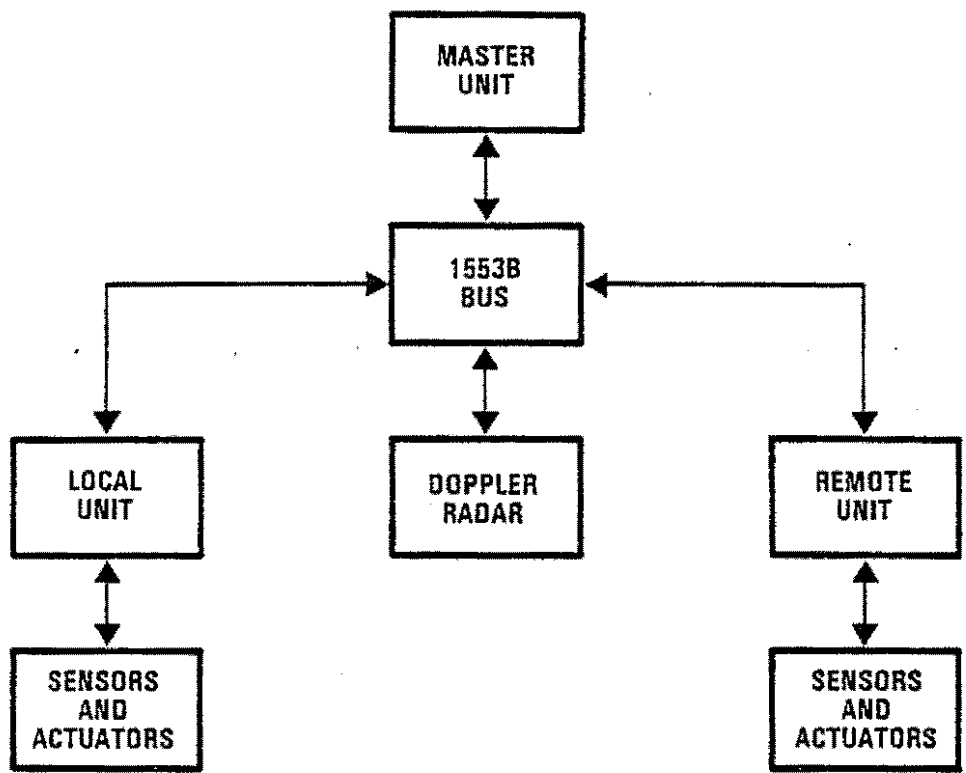 MASTER
UNIT
1553B
BUS
LOCAL
UNIT
DOPPLER
RADAR
REMOTE
UNIT
SENSORS
AND
ACTUATORS
SENSORS
AND
ACTUATORS